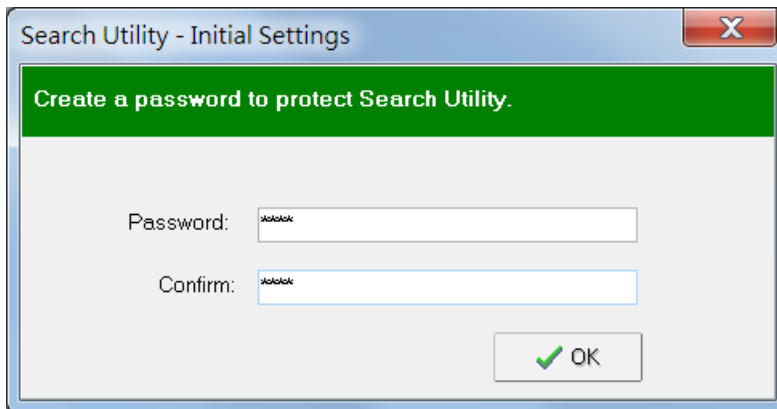 Search Utility - Initial Settings
Create a password to protect Search Utility.
Password: ****
Confirm: ****
OK